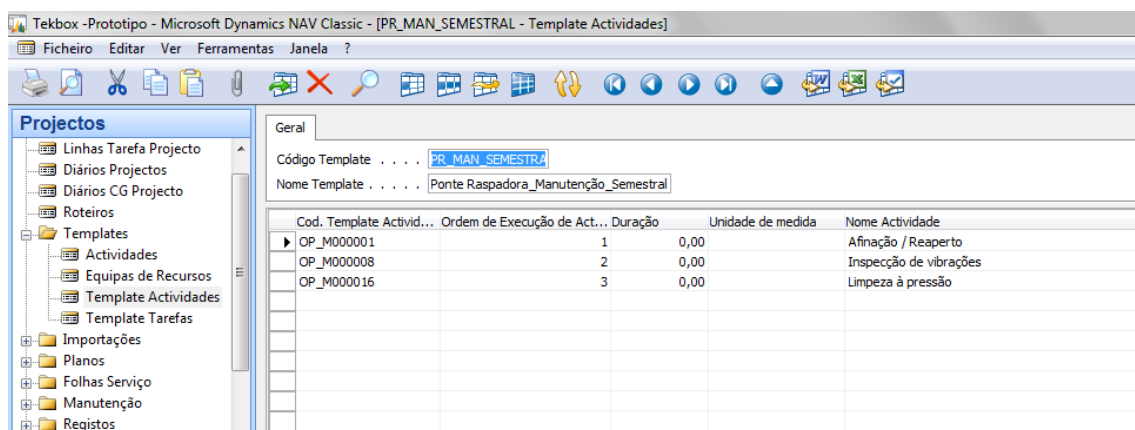 Tekbox -Prototipo - Microsoft Dynamics NAV Classic - [PR_MAN_SEMESTRAL - Template Actividades]
Ficheiro Editar Ver Ferramentas Janela ?
Projectos
Linhas Tarefa Projecto
Diários Projectos
Diários CG Projecto
Roteiros
Templates
Actividades
Equipas de Recursos
Template Actividades
Template Tarefas
Importações
Planos
Folhas Serviço
Manutenção
Registos
Geral
Código Template . . . . PR_MAN_SEMESTRA
Nome Template . . . . . Ponte Raspadora_Manutenção_Semestral
Cod. Template Activid... Ordem de Execução de Act... Duração Unidade de medida Nome Actividade
OP_M000001 1 0,00 Afinação / Reaperto
OP_M000008 2 0,00 Inspecção de vibrações
OP_M000016 3 0,00 Limpeza à pressão